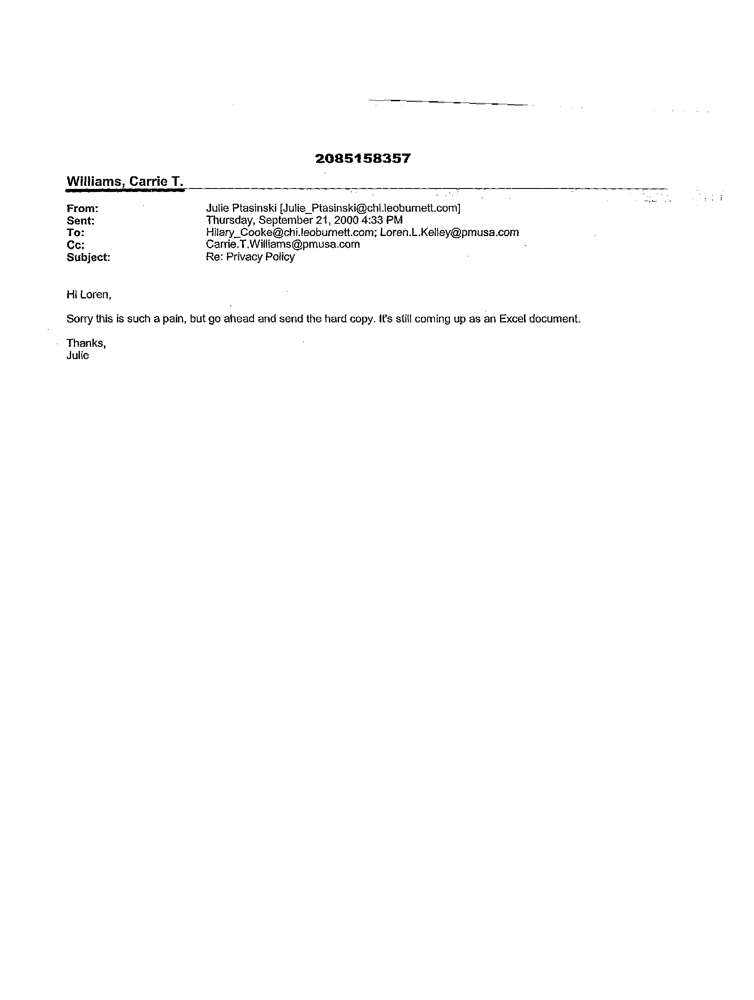 2085158357
Williams, Carrie T.
From: Julie Ptasinski [Julie_Ptasinski@chi.leoburnett.com]
Sent: Thursday, September 21, 2000 4:33 PM
To: Hilary_Cooke@chi.leoburnett.com; Loren.L.Kelley@pmusa.com
Cc: Carrie.T.Williams@pmusa.com
Subject: Re: Privacy Policy
Hi Loren,
Sorry this is such a pain, but go ahead and send the hard copy. It's still coming up as an Excel document.
Thanks,
Julie